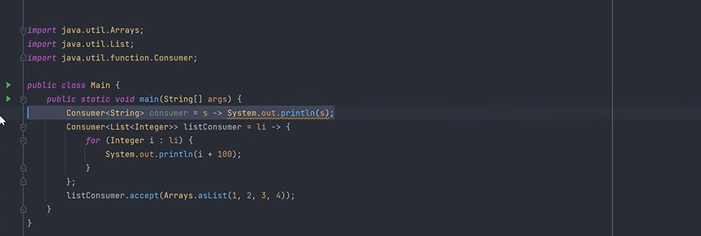 import java.util.Arrays;
import java.util.List;
import java.util.function.Consumer;
public class Main {
public static void main(String[] args) {
Consumer<String> consumer = s -> System.out.println(s);
Consumer<List<Integer>> listConsumer = li -> {
for (Integer i : li) {
System.out.println(i + 100);
}
};
listConsumer.accept(Arrays.asList(1, 2, 3, 4));
}
}